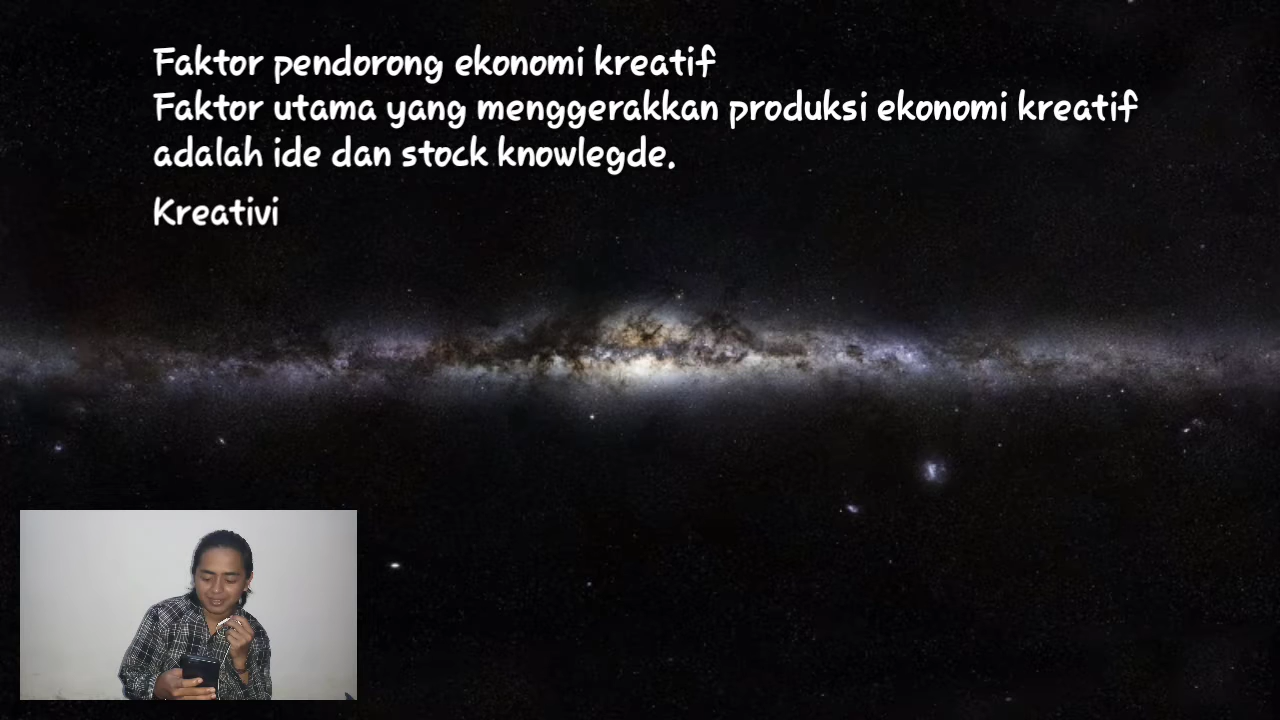 Faktor pendorong ekonomi kreatif
Faktor utama yang menggerakkan produksi ekonomi kreatif
adalah ide dan stock knowlegde.
Kreativi